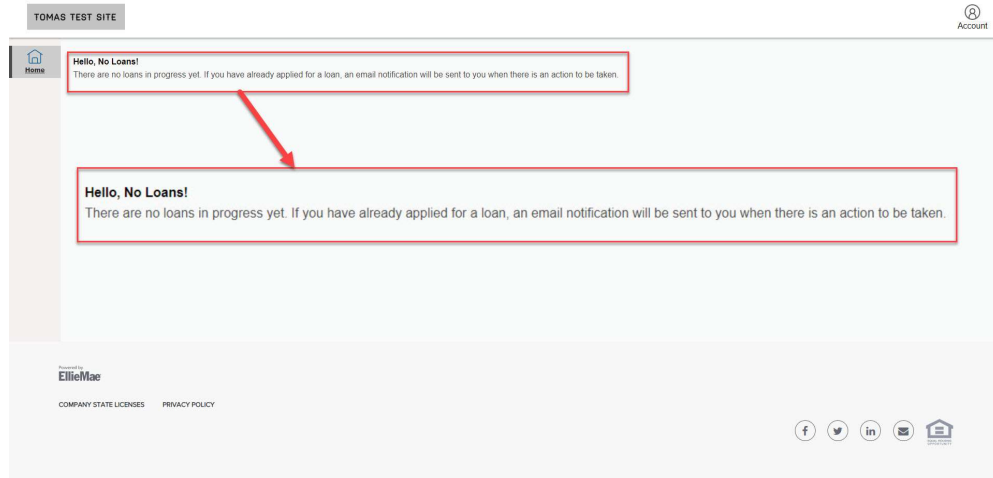 TOMAS TEST SITE
Account
Home
Hello, No Loans!
There are no loans in progress yet. If you have already applied for a loan, an email notification will be sent to you when there is an action to be taken.
Hello, No Loans!
There are no loans in progress yet. If you have already applied for a loan, an email notification will be sent to you when there is an action to be taken.
Powered by
EllieMae
COMPANY STATE LICENSES PRIVACY POLICY
f in
EQUAL HOUSING
OPPORTUNITY